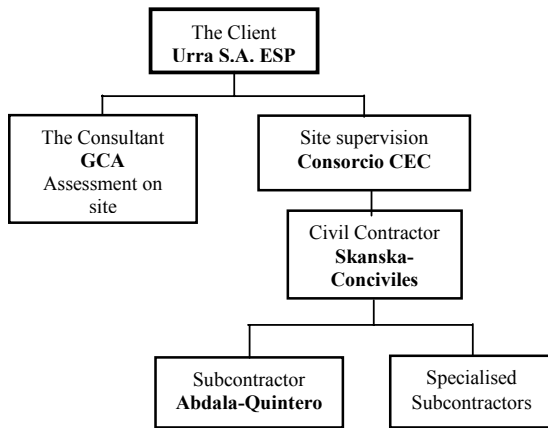 The Client
Urra S.A. ESP
The Consultant
GCA
Assessment on
site
Site supervision
Consorcio CEC
Civil Contractor
Skanska-
Conciviles
Subcontractor
Abdala-Quintero
Specialised
Subcontractors